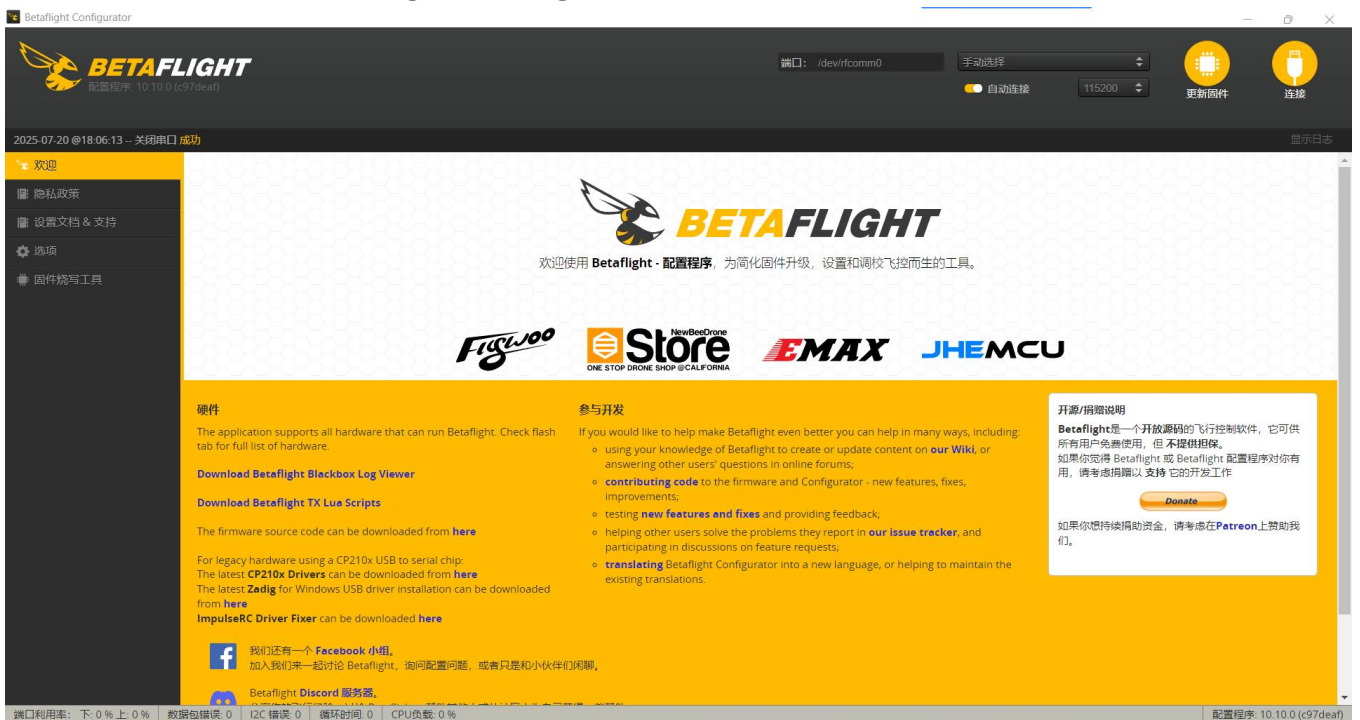 Betaflight Configurator
BETAFLIGHT
配置程序 10.10.0 (c97deaf)
端口: /dev/rfcomm0
手动选择
自动连接
115200
更新固件
连接
2025-07-20 @18:06:13 -- 关闭串口 成功
显示日志
欢迎
隐私政策
设置文档 & 支持
选项
固件烧写工具
BETAFLIGHT
欢迎使用 Betaflight - 配置程序，为简化固件升级，设置和调校飞控而生的工具。
FLYWOO
NewBeeDrone
Store
ONE STOP DRONE SHOP @CALIFORNIA
EMAX
JHEMCU
硬件
The application supports all hardware that can run Betaflight. Check flash
tab for full list of hardware.
Download Betaflight Blackbox Log Viewer
Download Betaflight TX Lua Scripts
The firmware source code can be downloaded from here
For legacy hardware using a CP210x USB to serial chip:
The latest CP210x Drivers can be downloaded from here
The latest Zadig for Windows USB driver installation can be downloaded
from here
ImpulseRC Driver Fixer can be downloaded here
我们还有一个 Facebook 小组。
加入我们来一起讨论 Betaflight，询问配置问题，或者只是和小伙伴们闲聊。
Betaflight Discord 服务器。
参与开发
If you would like to help make Betaflight even better you can help in many ways, including:
using your knowledge of Betaflight to create or update content on our Wiki, or
answering other users' questions in online forums;
contributing code to the firmware and Configurator - new features, fixes,
improvements;
testing new features and fixes and providing feedback;
helping other users solve the problems they report in our issue tracker, and
participating in discussions on feature requests;
translating Betaflight Configurator into a new language, or helping to maintain the
existing translations.
开源/捐赠说明
Betaflight是一个开放源码的飞行控制软件，它可供
所有用户免费使用，但 不提供担保。
如果你觉得 Betaflight 或 Betaflight 配置程序对你有
用，请考虑捐赠以 支持 它的开发工作
Donate
如果你想持续捐助资金，请考虑在Patreon上赞助我
们。
端口利用率: 下: 0 % 上: 0 %
数据包错误: 0
I2C 错误: 0
循环时间: 0
CPU负载: 0 %
配置程序: 10.10.0 (c97deaf)